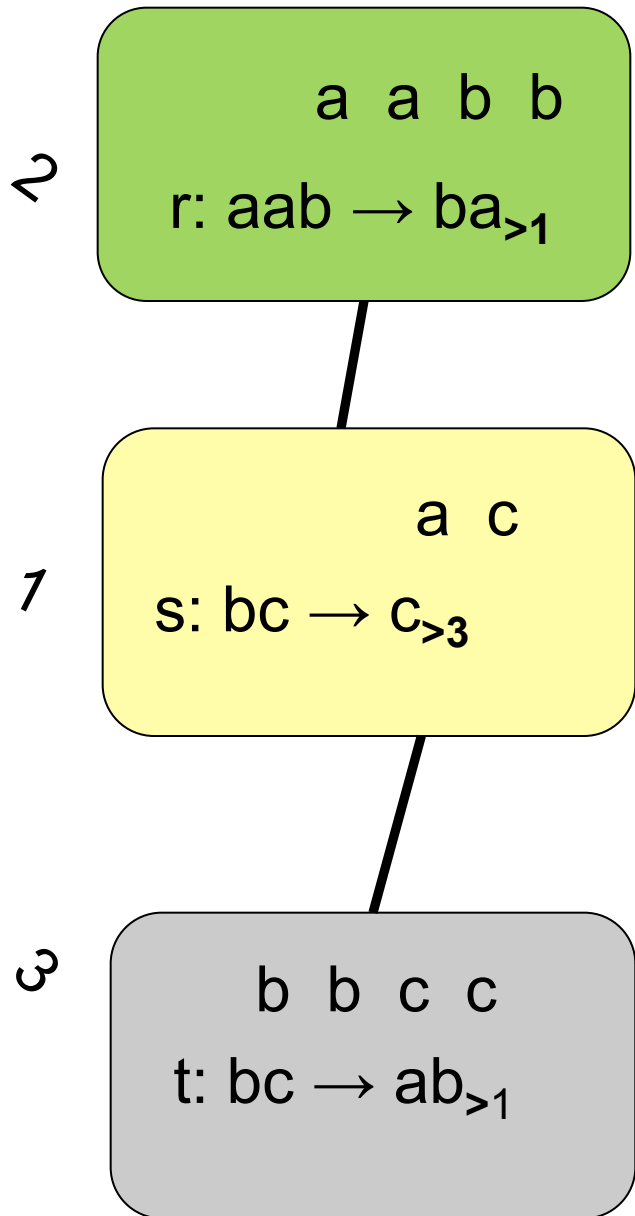 a a b b
2
r: aab → ba>1
a c
1
s: bc → c>3
b b c c
3
t: bc → ab>1